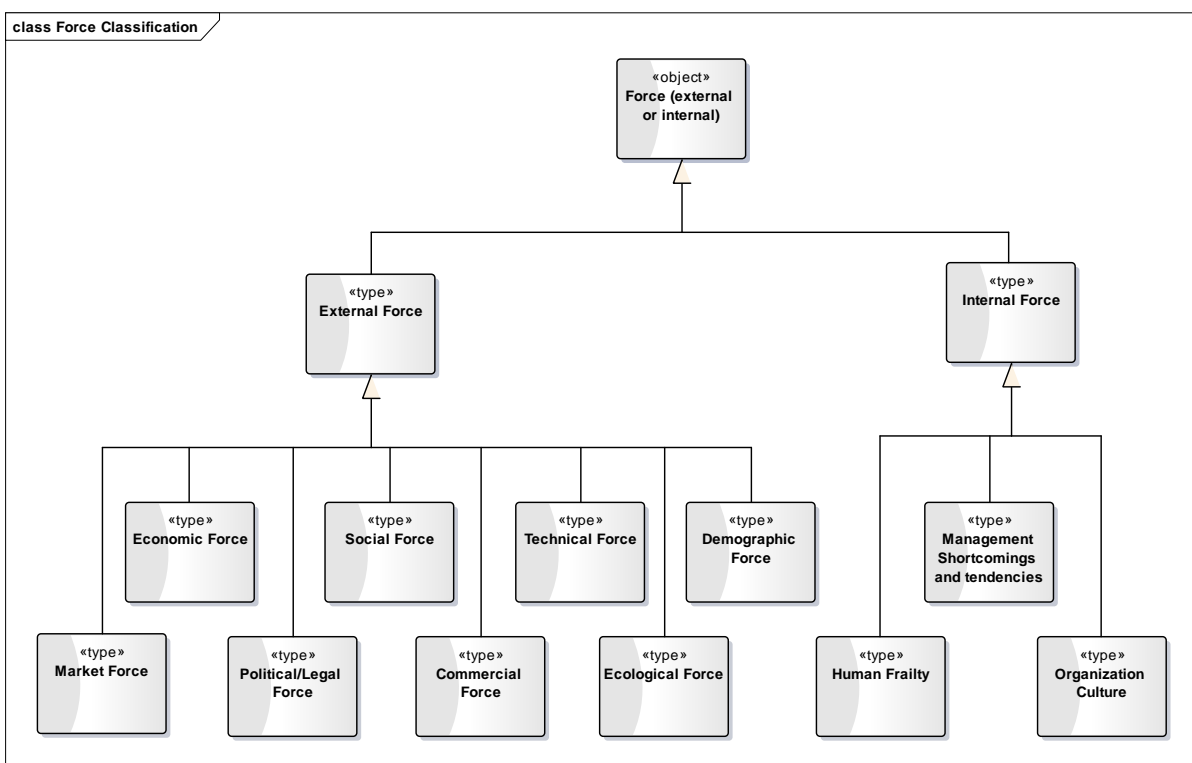 class Force Classification
«object»
Force (external
or internal)
«type»
External Force
«type»
Internal Force
«type»
Economic Force
«type»
Social Force
«type»
Technical Force
«type»
Demographic
Force
«type»
Management
Shortcomings
and tendencies
«type»
Market Force
«type»
Political/Legal
Force
«type»
Commercial
Force
«type»
Ecological Force
«type»
Human Frailty
«type»
Organization
Culture